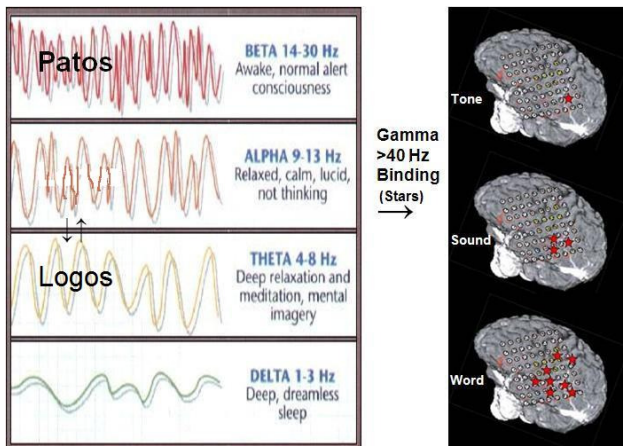 Patos
BETA 14-30 Hz
Awake, normal alert
consciousness
ALPHA 9-13 Hz
Relaxed, calm, lucid,
not thinking
Logos
THETA 4-8 Hz
Deep relaxation and
meditation, mental
imagery
DELTA 1-3 Hz
Deep, dreamless
sleep
Gamma
>40 Hz
Binding
(Stars)
Tone
Sound
Word